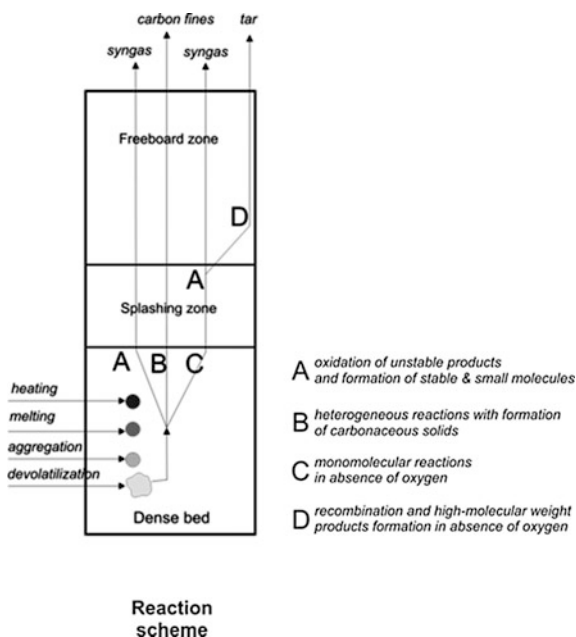 carbon fines
tar
syngas
syngas
Freeboard zone
D
A
Splashing zone
A
B
C
heating
melting
aggregation
devolatilization
Dense bed
A oxidation of unstable products
and formation of stable & small molecules
B heterogeneous reactions with formation
of carbonaceous solids
C monomolecular reactions
in absence of oxygen
D recombination and high-molecular weight
products formation in absence of oxygen
Reaction
scheme